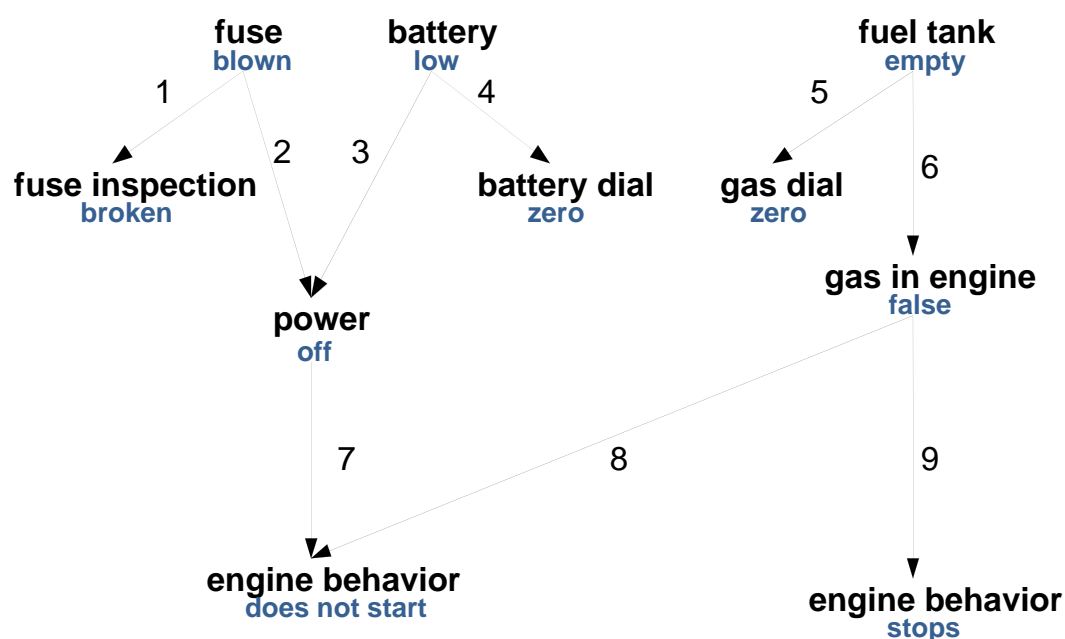 fuse
blown
battery
low
fuel tank
empty
1
2
3
4
5
6
fuse inspection
broken
battery dial
zero
gas dial
zero
gas in engine
false
power
off
7
8
9
engine behavior
does not start
engine behavior
stops